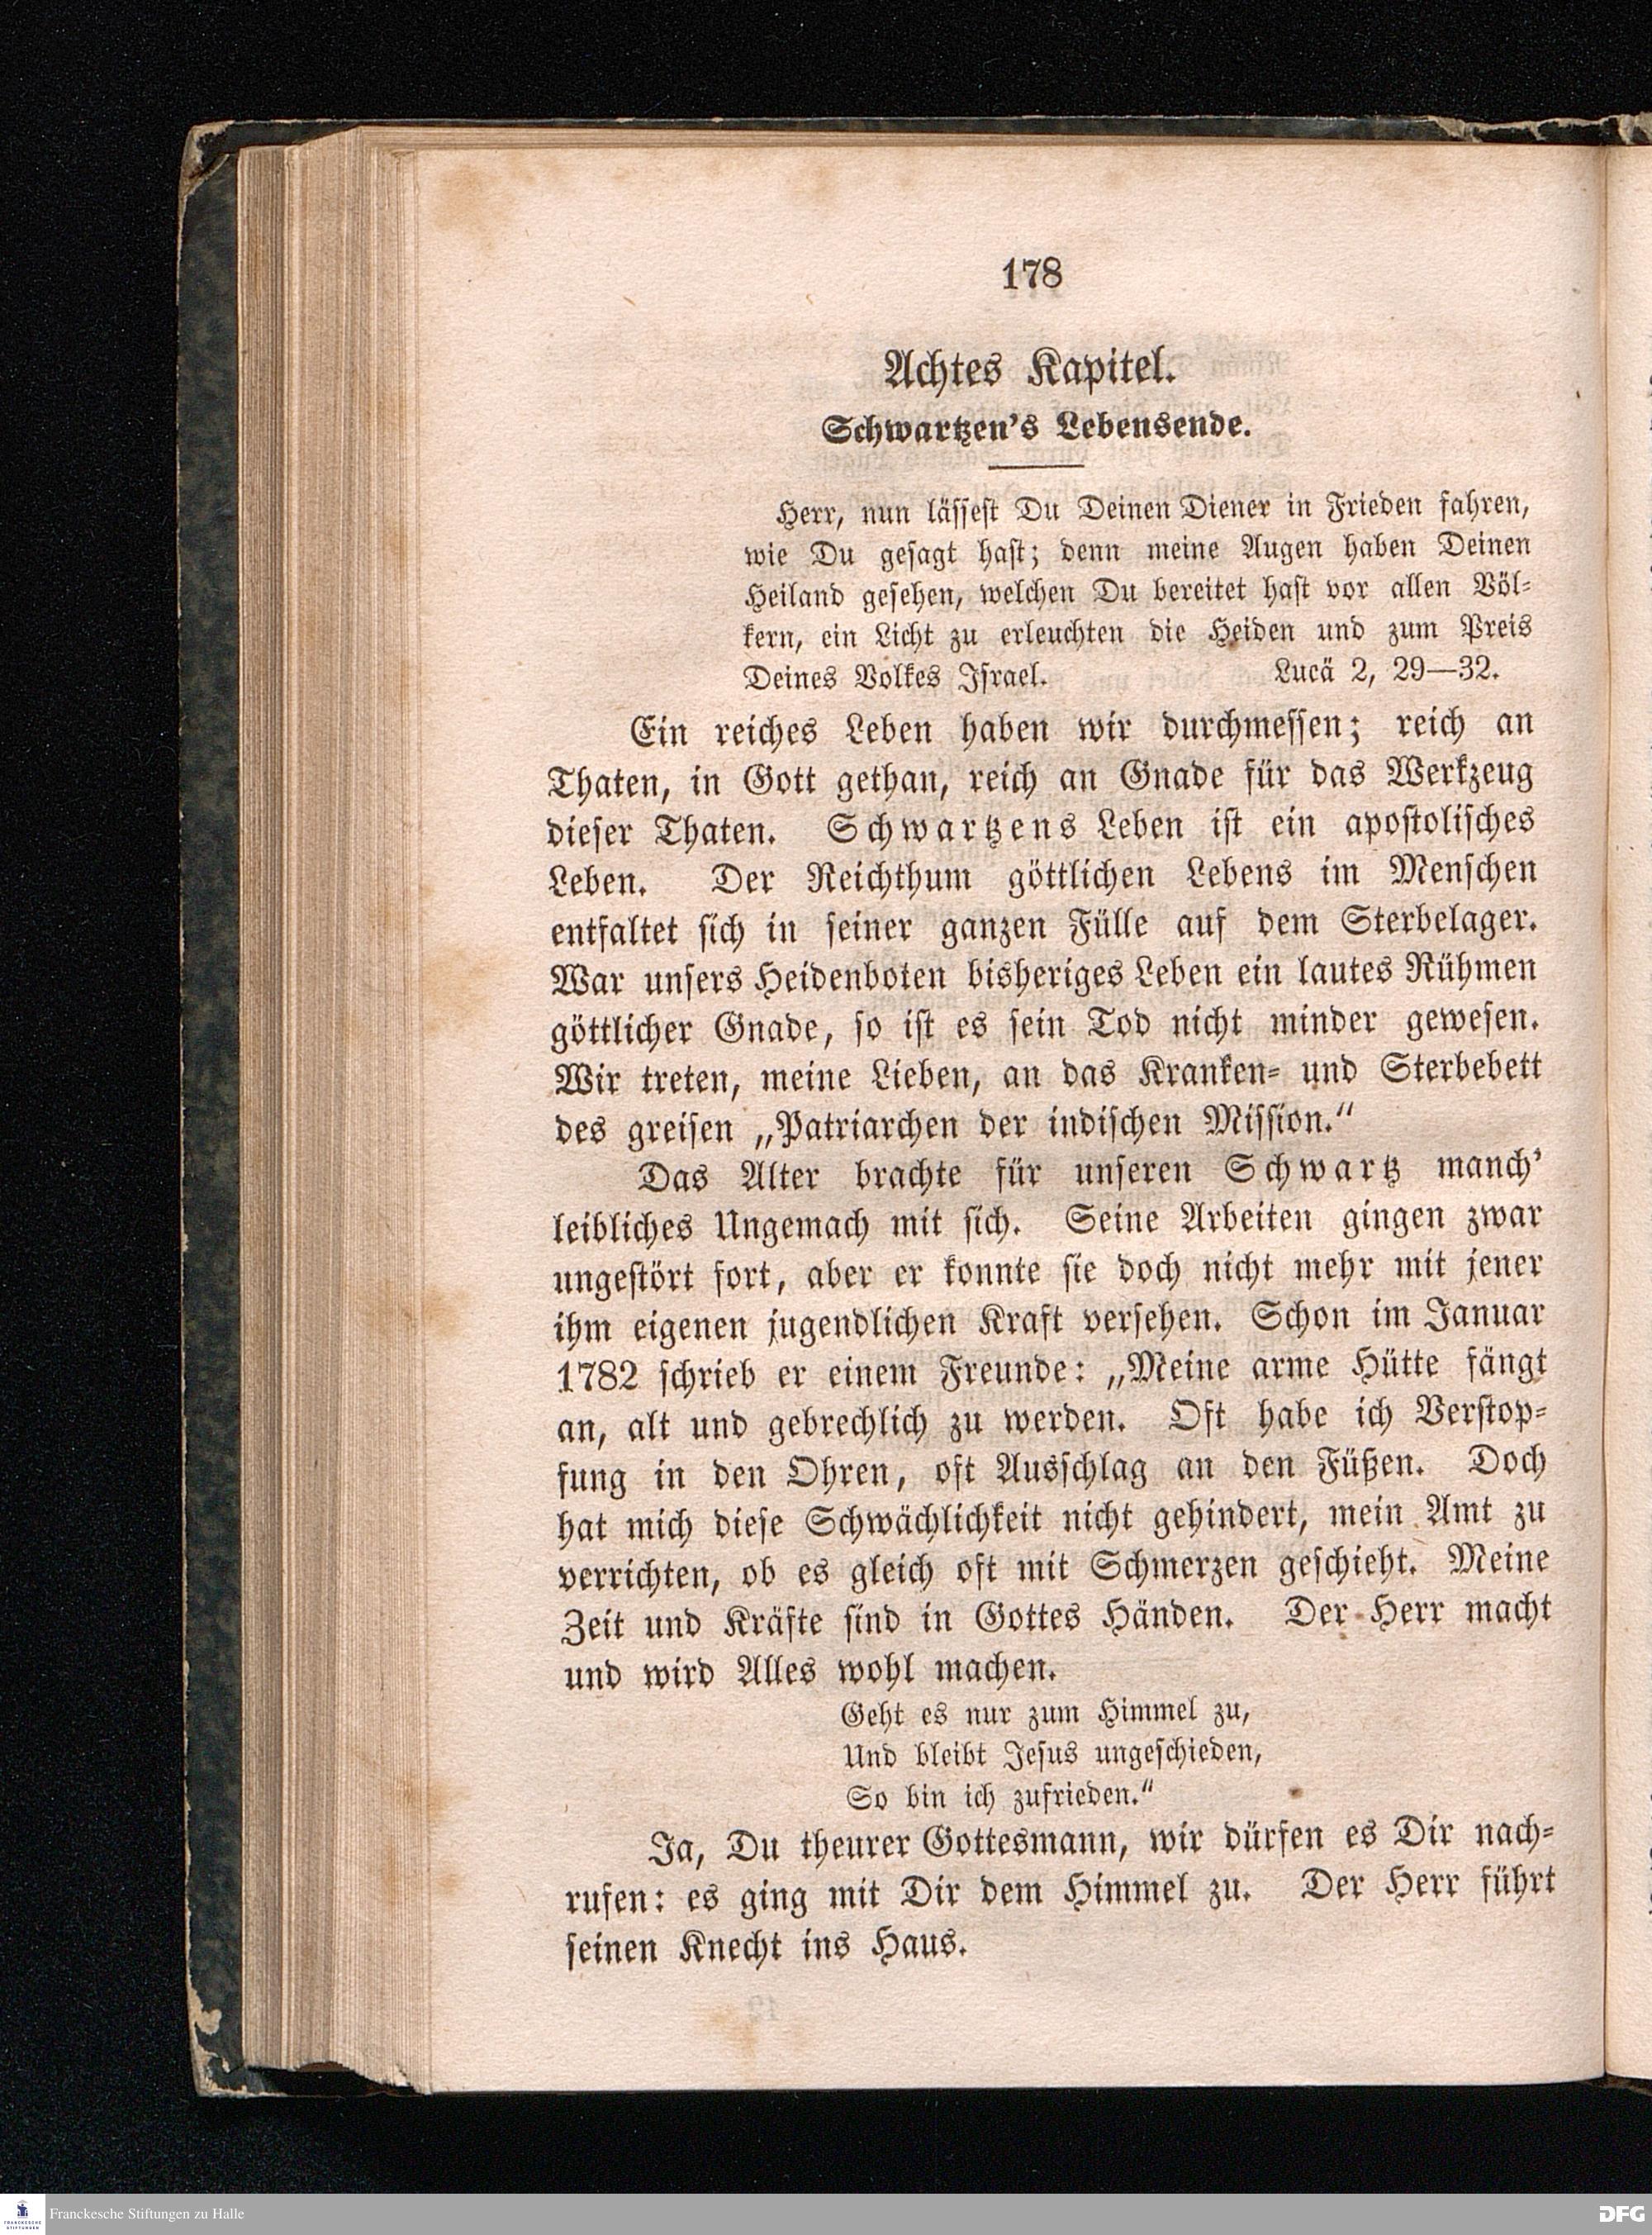 178
Achtes Kapitel.
Schwartzen's Lebensende.
Herr, nun lässest Du Deinen Diener in Frieden fahren,
wie Du gesagt hast; denn meine Augen haben Deinen
Heiland gesehen, welchen Du bereitet hast vor allen Völ-
kern, ein Licht zu erleuchten die Heiden und zum Preis
Deines Volkes Israel. Lucä 2, 29—32.
Ein reiches Leben haben wir durchmessen; reich an
Thaten, in Gott gethan, reich an Gnade für das Werkzeug
dieser Thaten. Schwartzens Leben ist ein apostolisches
Leben. Der Reichthum göttlichen Lebens im Menschen
entfaltet sich in seiner ganzen Fülle auf dem Sterbelager.
War unsers Heidenboten bisheriges Leben ein lautes Rühmen
göttlicher Gnade, so ist es sein Tod nicht minder gewesen.
Wir treten, meine Lieben, an das Kranken- und Sterbebett
des greisen „Patriarchen der indischen Mission.“
Das Alter brachte für unseren Schwartz manch'
leibliches Ungemach mit sich. Seine Arbeiten gingen zwar
ungestört fort, aber er konnte sie doch nicht mehr mit jener
ihm eigenen jugendlichen Kraft versehen. Schon im Januar
1782 schrieb er einem Freunde: „Meine arme Hütte fängt
an, alt und gebrechlich zu werden. Oft habe ich Verstop-
fung in den Ohren, oft Ausschlag an den Füßen. Doch
hat mich diese Schwächlichkeit nicht gehindert, mein Amt zu
verrichten, ob es gleich oft mit Schmerzen geschieht. Meine
Zeit und Kräfte sind in Gottes Händen. Der Herr macht
und wird Alles wohl machen.
Geht es nur zum Himmel zu,
Und bleibt Jesus ungeschieden,
So bin ich zufrieden.“
Ja, Du theurer Gottesmann, wir dürfen es Dir nach-
rufen: es ging mit Dir dem Himmel zu. Der Herr führt
seinen Knecht ins Haus.
FRANCKESCHE
STIFTUNGEN
Franckesche Stiftungen zu Halle
DFG